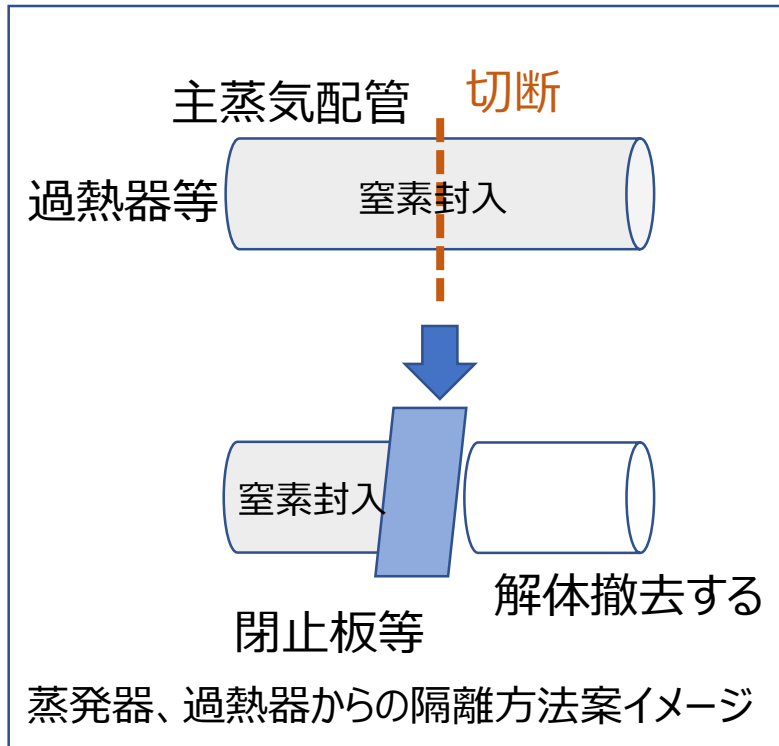 主蒸気配管
切断
過熱器等
窒素封入
窒素封入
解体撤去する
閉止板等
蒸発器、過熱器からの隔離方法案イメージ